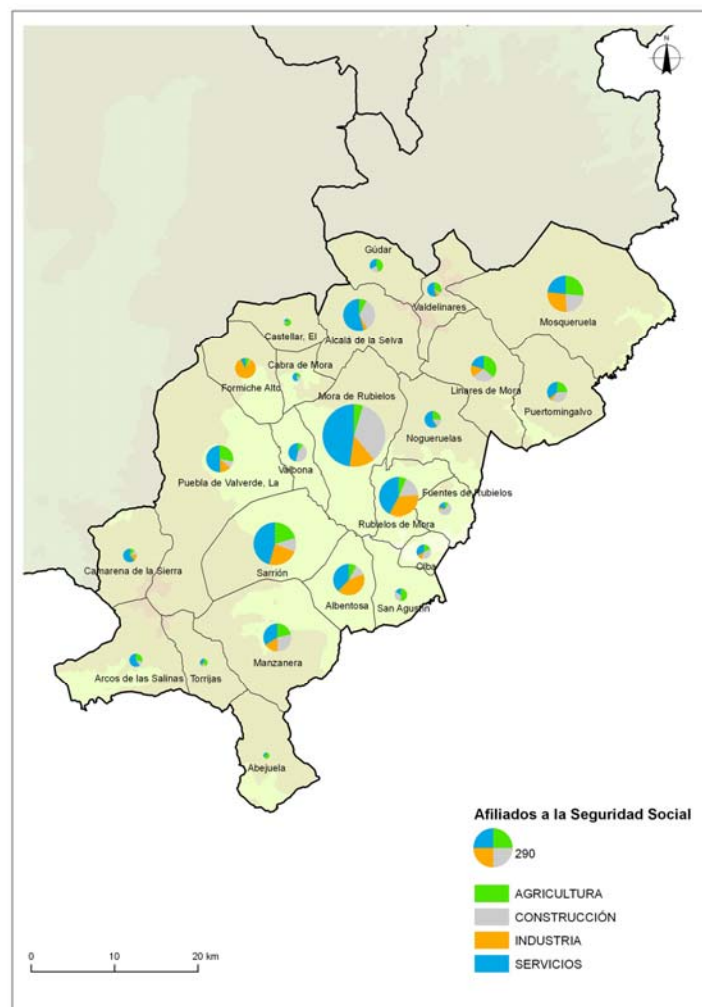 N
Gúdar
Valdelinares
Mosqueruela
Castellar, El
Alcalá de la Selva
Cabra de Mora
Formiche Alto
Mora de Rubielos
Linares de Mora
Puertomingalvo
Nogueruelas
Valbona
Puebla de Valverde, La
Fuentes de Rubielos
Rubielos de Mora
Camarena de la Sierra
Sarrión
Olba
Albentosa
San Agustín
Manzanera
Arcos de las Salinas
Torrijas
Abejuela
Afiliados a la Seguridad Social
290
AGRICULTURA
CONSTRUCCIÓN
INDUSTRIA
SERVICIOS
0 10 20 km